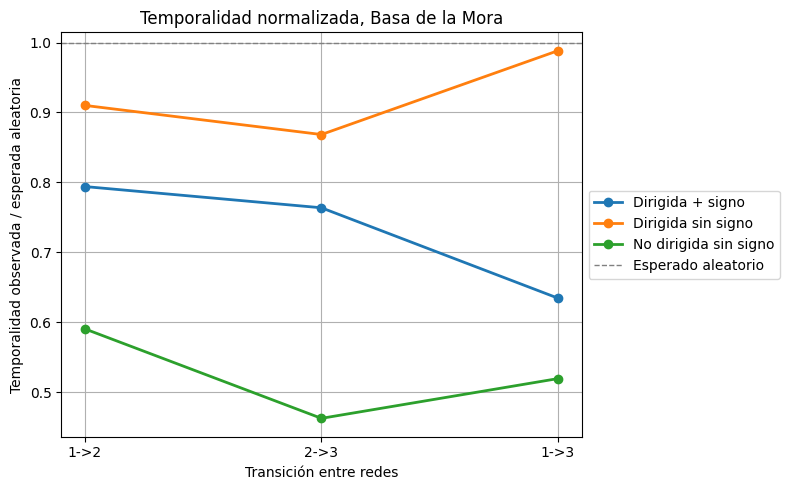 Temporalidad normalizada, Basa de la Mora
Temporalidad observada / esperada aleatoria
1.0
0.9
0.8
0.7
0.6
0.5
1->2
2->3
1->3
Transición entre redes
Dirigida + signo
Dirigida sin signo
No dirigida sin signo
Esperado aleatorio